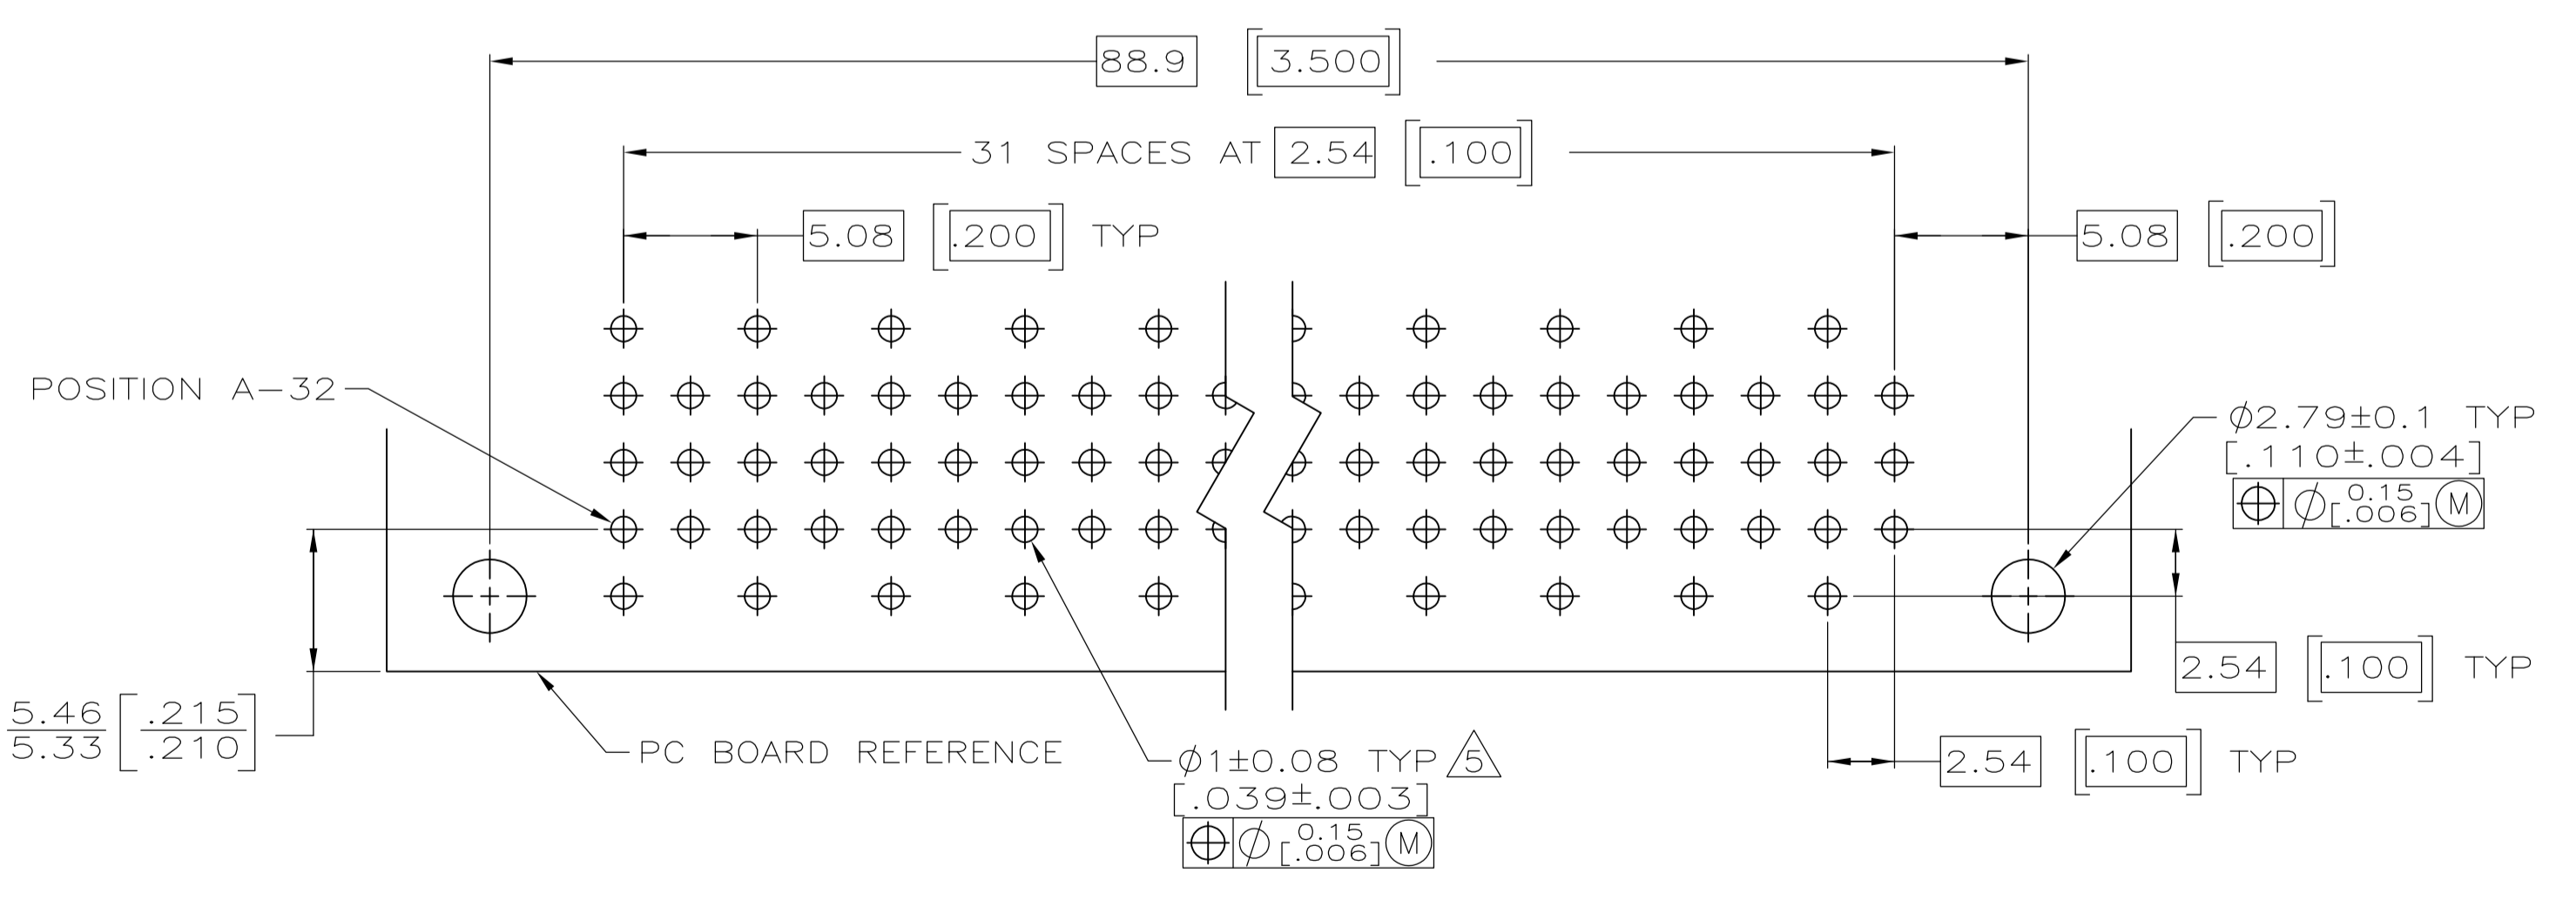 88.9 [3.500]
31 SPACES AT 2.54 [.100]
5.08 [.200] TYP
5.08 [.200]
POSITION A-32
⌀2.79±0.1 TYP
[.110±.004]
⌖ ⌀ 0.15 [.006] Ⓜ
2.54 [.100] TYP
5.46 [.215
5.33 .210]
PC BOARD REFERENCE
⌀1±0.08 TYP 5
[.039±.003]
⌖ ⌀ 0.15 [.006] Ⓜ
2.54 [.100] TYP